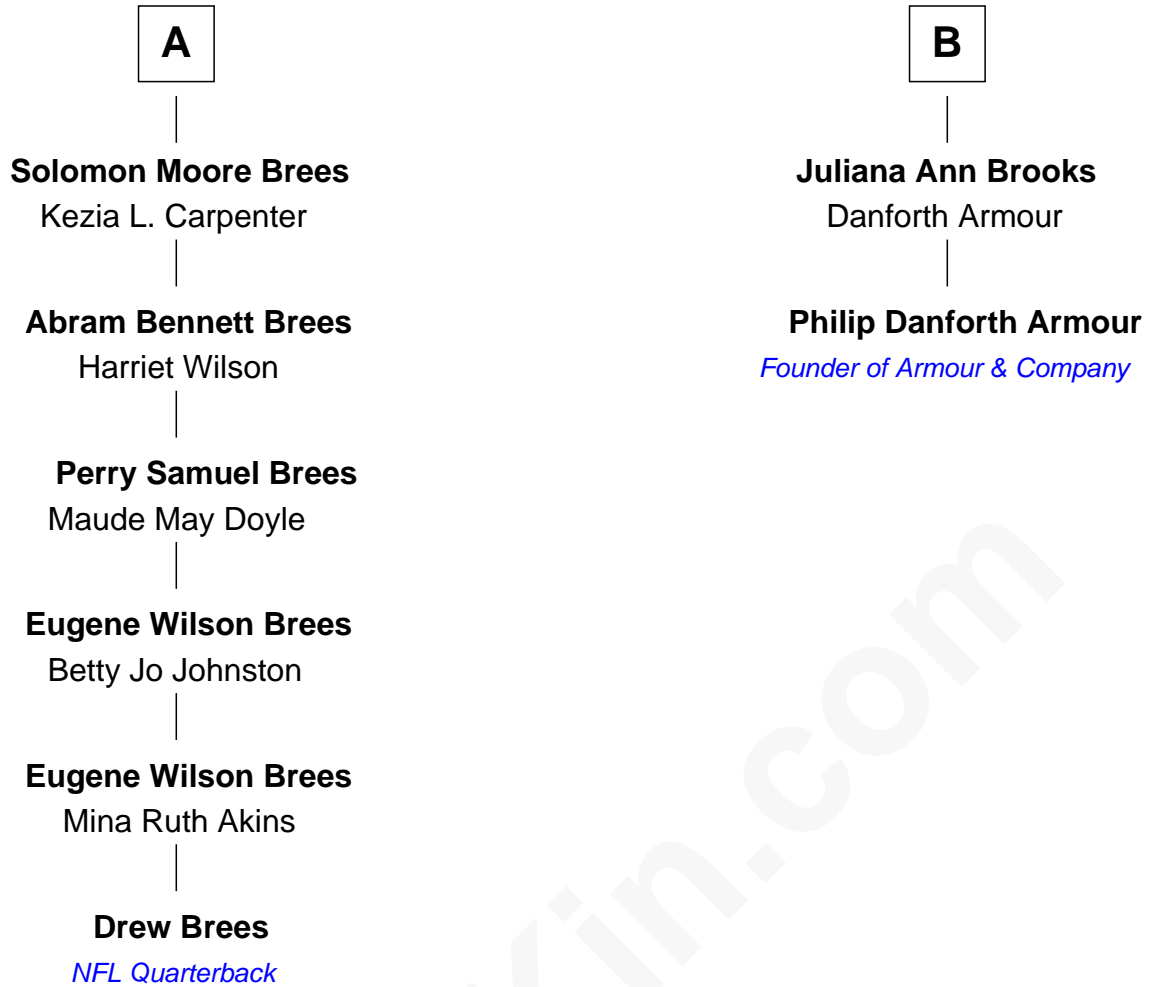 A
Solomon Moore Brees
Kezia L. Carpenter
Abram Bennett Brees
Harriet Wilson
Perry Samuel Brees
Maude May Doyle
Eugene Wilson Brees
Betty Jo Johnston
Eugene Wilson Brees
Mina Ruth Akins
Drew Brees
NFL Quarterback
B
Juliana Ann Brooks
Danforth Armour
Philip Danforth Armour
Founder of Armour & Company
Kin.com